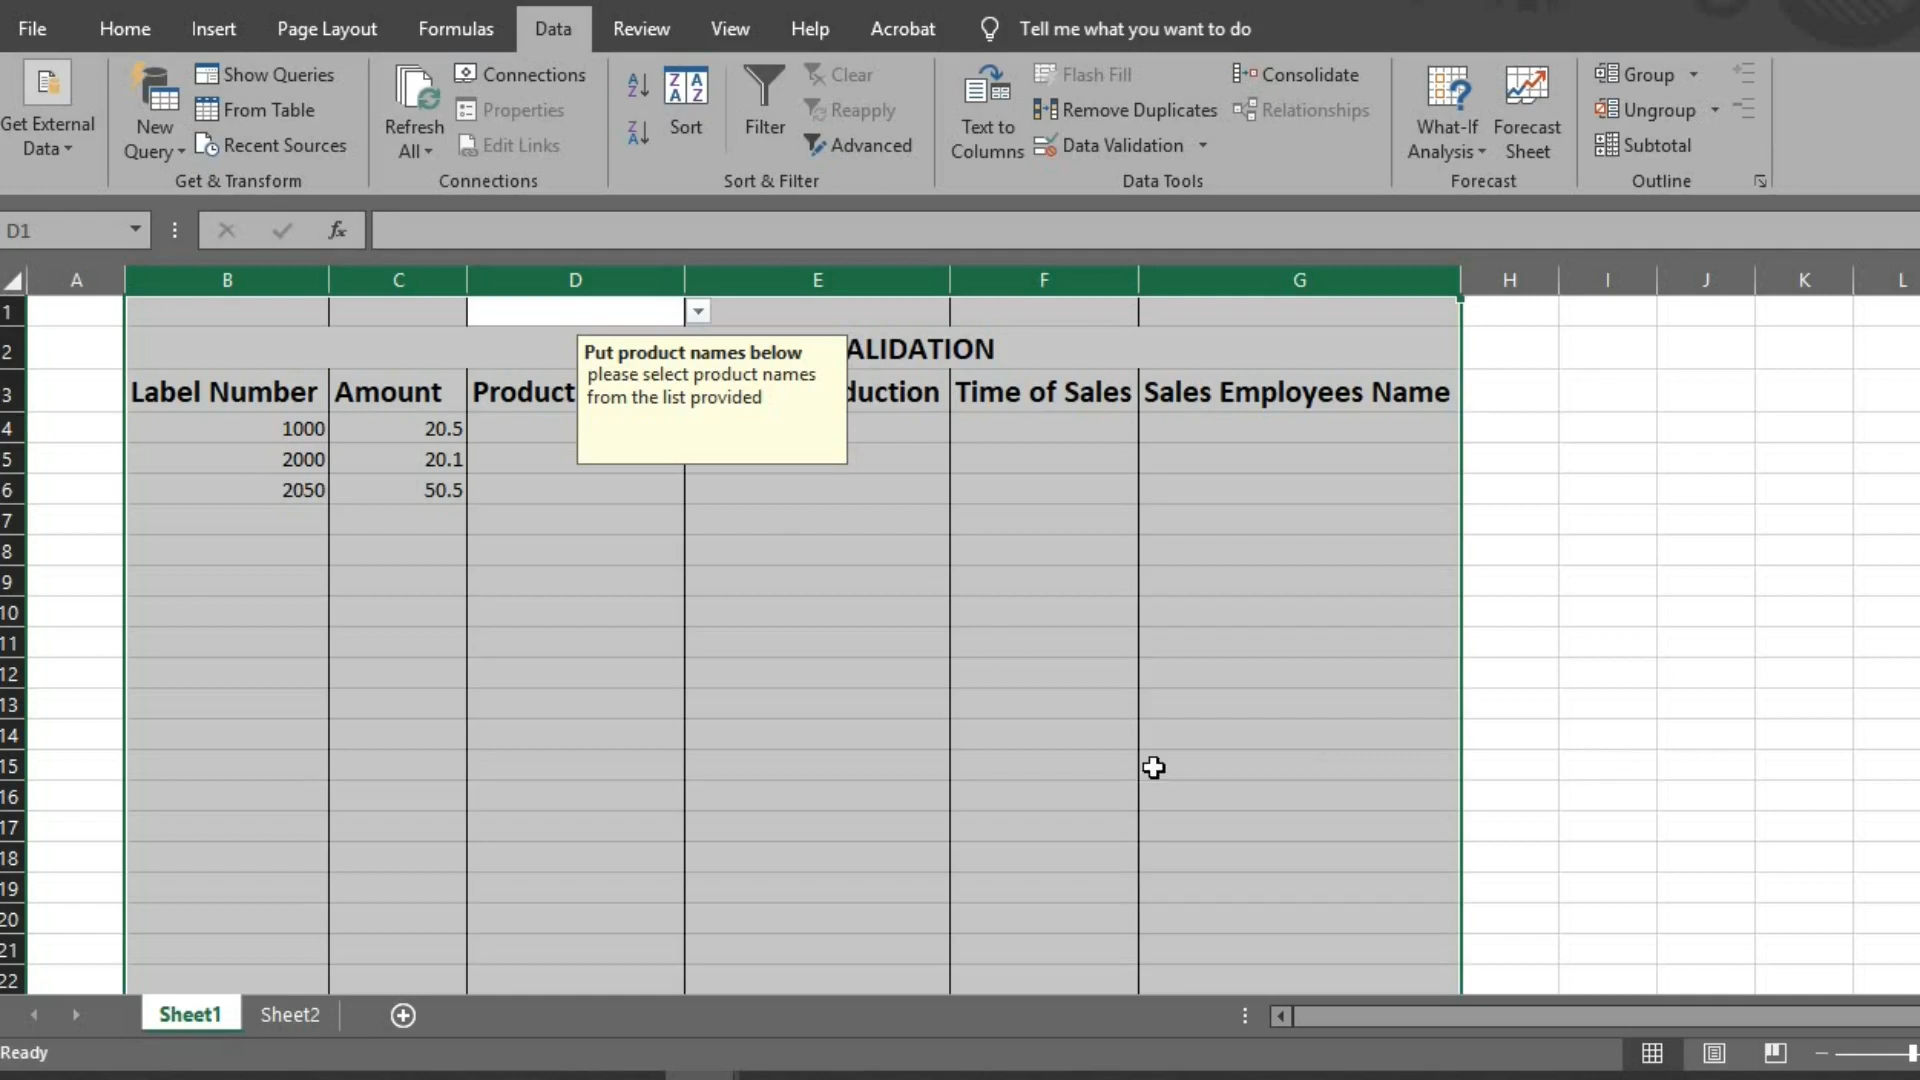 File Home Insert Page Layout Formulas Data Review View Help Acrobat Tell me what you want to do
Get External Data
New Query
Show Queries
From Table
Recent Sources
Get & Transform
Refresh All
Connections
Properties
Edit Links
Connections
A Z
Z A
Z A A Z
Sort
Filter
Clear
Reapply
Advanced
Sort & Filter
Text to Columns
Flash Fill
Remove Duplicates
Data Validation
Consolidate
Relationships
Data Tools
What-If Analysis
Forecast Sheet
Forecast
Group
Ungroup
Subtotal
Outline
D1 fx
A B C D E F G H I J K L
1
2 ALIDATION
3 Label Number Amount Product duction Time of Sales Sales Employees Name
Put product names below
please select product names
from the list provided
4 1000 20.5
5 2000 20.1
6 2050 50.5
7
8
9
10
11
12
13
14
15
16
17
18
19
20
21
22
Sheet1 Sheet2
Ready